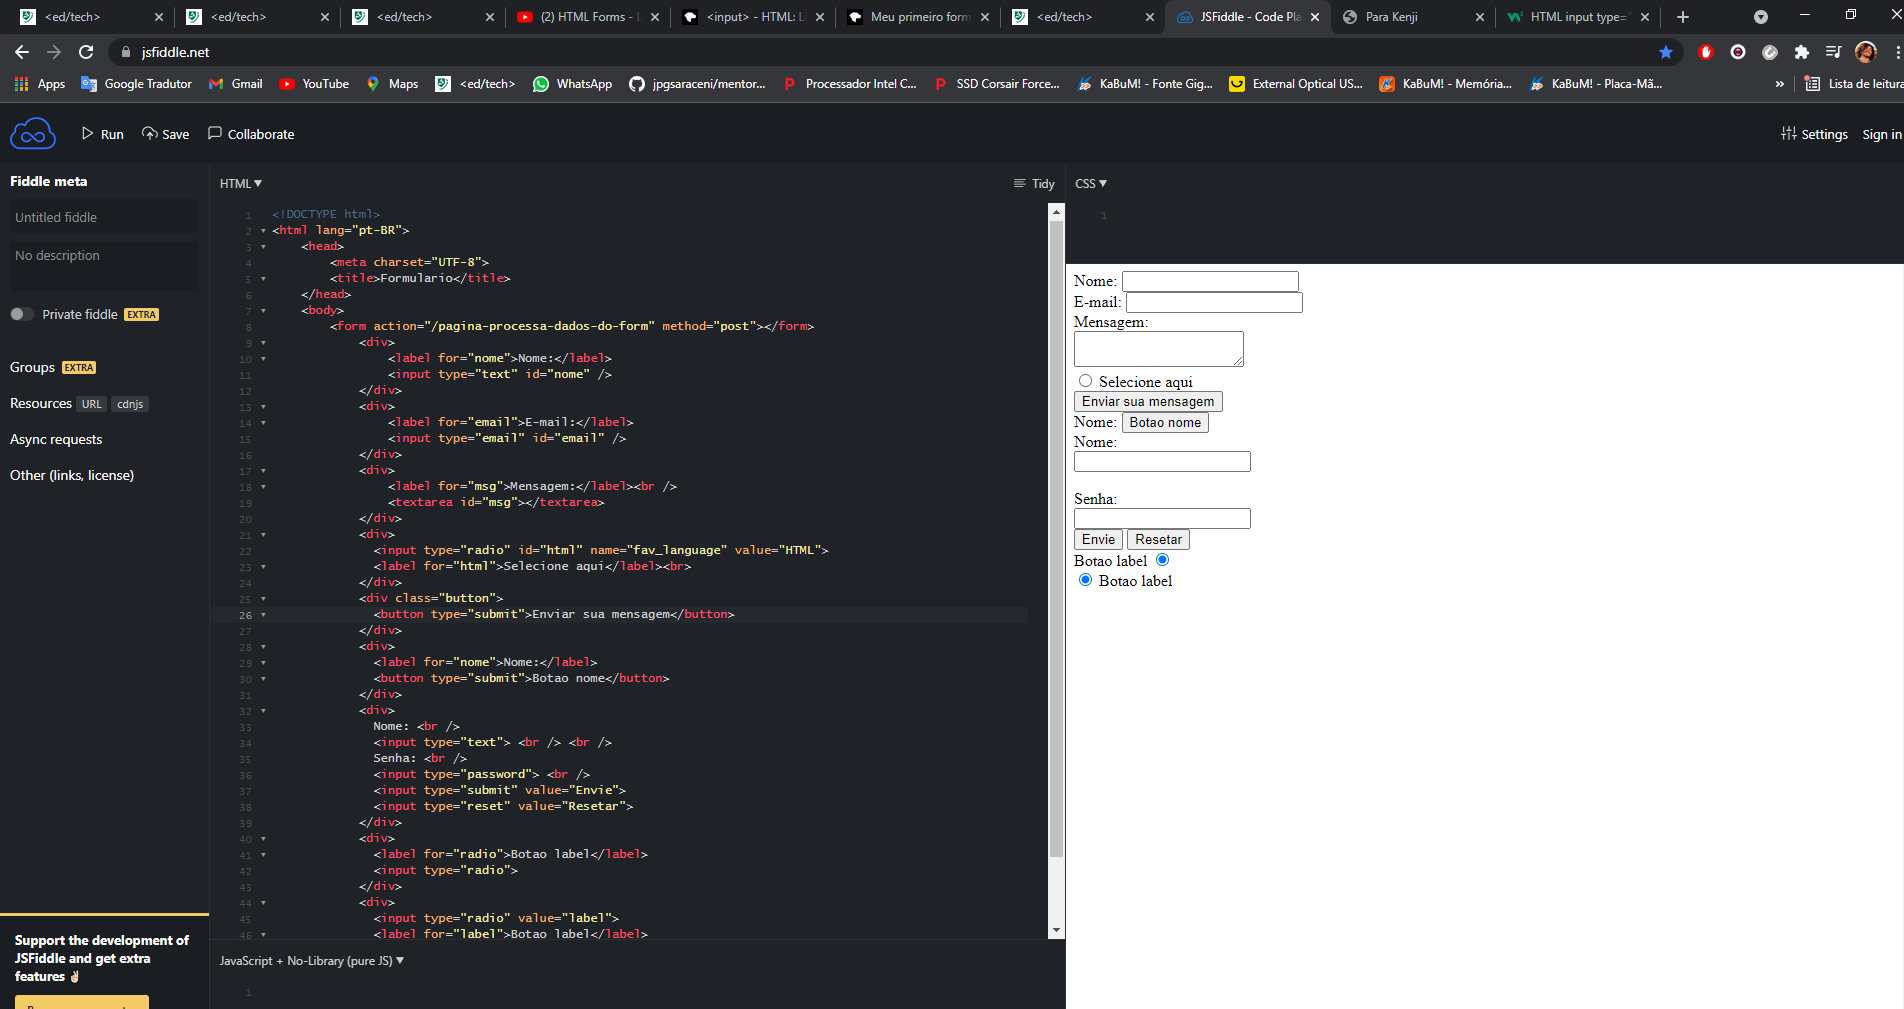 <ed/tech>
<ed/tech>
<ed/tech>
(2) HTML Forms - L
<input> - HTML: Li
Meu primeiro form
<ed/tech>
JSFiddle - Code Pla
Para Kenji
HTML input type="
jsfiddle.net
Apps
Google Tradutor
Gmail
YouTube
Maps
<ed/tech>
WhatsApp
jpgsaraceni/mentor...
Processador Intel C...
SSD Corsair Force...
KaBuM! - Fonte Gig...
External Optical US...
KaBuM! - Memória...
KaBuM! - Placa-Mã...
»
Lista de leitura
Run
Save
Collaborate
Settings
Sign in
Fiddle meta
Untitled fiddle
No description
Private fiddle EXTRA
Groups EXTRA
Resources URL cdnjs
Async requests
Other (links, license)
Support the development of
JSFiddle and get extra
features ✌🏻
HTML ▼
Tidy
1 <!DOCTYPE html>
2 <html lang="pt-BR">
3 <head>
4 <meta charset="UTF-8">
5 <title>Formulario</title>
6 </head>
7 <body>
8 <form action="/pagina-processa-dados-do-form" method="post"></form>
9 <div>
10 <label for="nome">Nome:</label>
11 <input type="text" id="nome" />
12 </div>
13 <div>
14 <label for="email">E-mail:</label>
15 <input type="email" id="email" />
16 </div>
17 <div>
18 <label for="msg">Mensagem:</label><br />
19 <textarea id="msg"></textarea>
20 </div>
21 <div>
22 <input type="radio" id="html" name="fav_language" value="HTML">
23 <label for="html">Selecione aqui</label><br>
24 </div>
25 <div class="button">
26 <button type="submit">Enviar sua mensagem</button>
27 </div>
28 <div>
29 <label for="nome">Nome:</label>
30 <button type="submit">Botao nome</button>
31 </div>
32 <div>
33 Nome: <br />
34 <input type="text"> <br /> <br />
35 Senha: <br />
36 <input type="password"> <br />
37 <input type="submit" value="Envie">
38 <input type="reset" value="Resetar">
39 </div>
40 <div>
41 <label for="radio">Botao label</label>
42 <input type="radio">
43 </div>
44 <div>
45 <input type="radio" value="label">
46 <label for="label">Botao label</label>
JavaScript + No-Library (pure JS) ▼
1
CSS ▼
1
Nome:
E-mail:
Mensagem:
Selecione aqui
Enviar sua mensagem
Nome: Botao nome
Nome:
Senha:
Envie Resetar
Botao label
Botao label